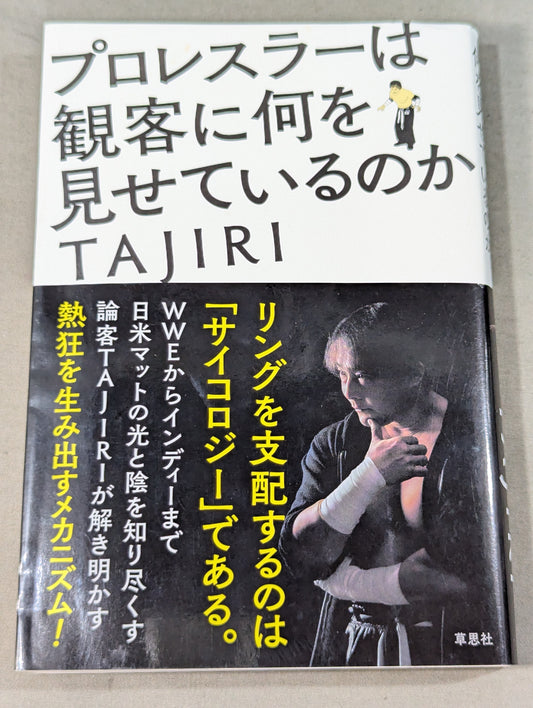 プロレスラーは
観客に何を
見せているのか
TAJIRI
リングを支配するのは
「サイコロジー」である。
WWEからインディーまで
日米マットの光と陰を知り尽くす
論客TAJIRIが解き明かす
熱狂を生み出すメカニズム！
草思社